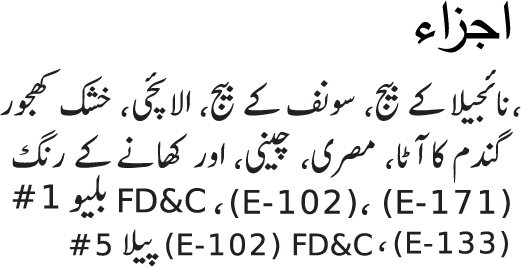 اجزاء
،نائجیلا کے بیج، سونف کے بیج، الائچی، خشک کھجور
گندم کا آٹا، مصری، چینی، اور کھانے کے رنگ
(E-171) ،(E-102)، FD&C بلیو 1#
(E-133)، FD&C (E-102) پیلا 5#